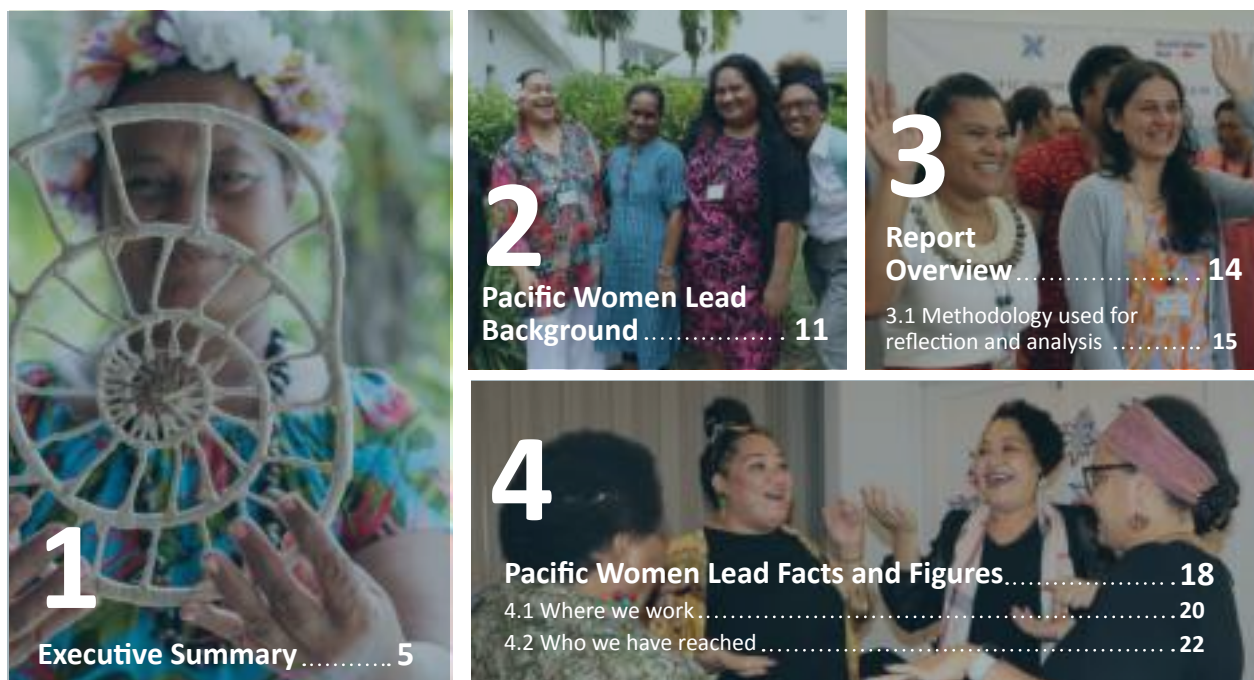 1
Executive Summary ........... 5
2
Pacific Women Lead
Background ................ 11
3
Report
Overview ..................... 14
3.1 Methodology used for
reflection and analysis ........... 15
4
Pacific Women Lead Facts and Figures .................... 18
4.1 Where we work ........................................................ 20
4.2 Who we have reached ................................................ 22